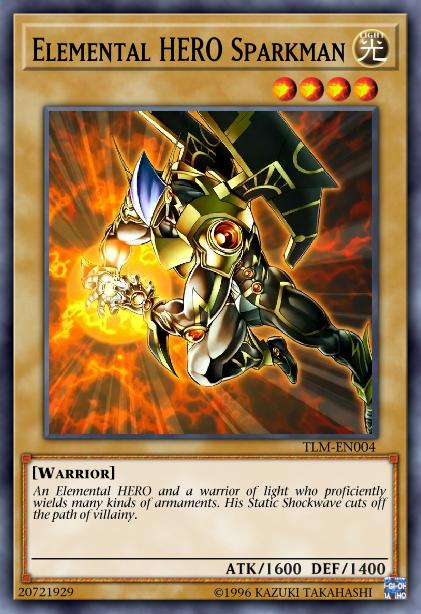 Elemental HERO Sparkman
LIGHT
光
TLM-EN004
[Warrior]
An Elemental HERO and a warrior of light who proficiently
wields many kinds of armaments. His Static Shockwave cuts off
the path of villainy.
ATK/1600 DEF/1400
20721929
©1996 KAZUKI TAKAHASHI